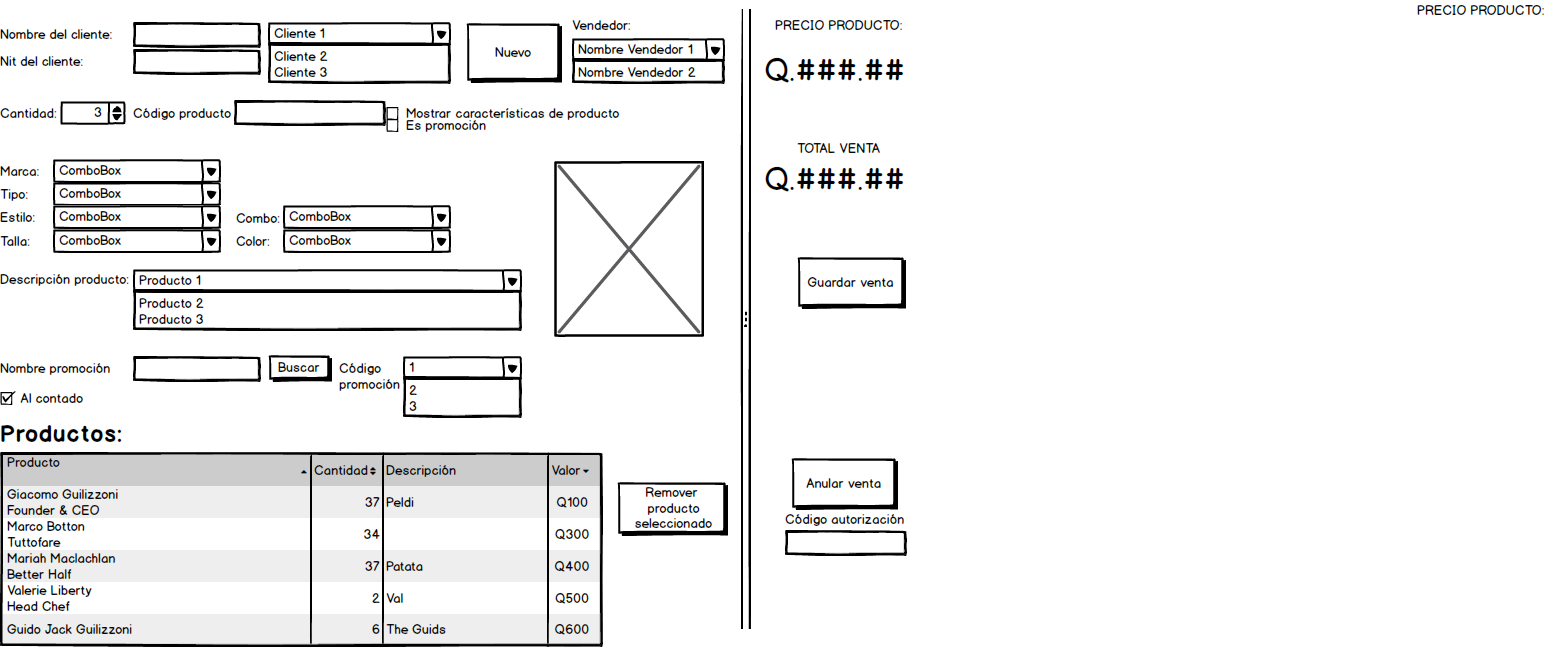 Nombre del cliente:
Cliente 1
Cliente 2
Cliente 3
Nuevo
Vendedor:
Nombre Vendedor 1
Nombre Vendedor 2
Nit del cliente:
Cantidad:
3
Código producto
Mostrar características de producto
Es promoción
Marca:
ComboBox
Tipo:
ComboBox
Estilo:
ComboBox
Combo:
ComboBox
Talla:
ComboBox
Color:
ComboBox
Descripción producto:
Producto 1
Producto 2
Producto 3
Nombre promoción
Buscar
Código
promoción
1
2
3
Al contado
Productos:
Producto
Cantidad
Descripción
Valor
Giacomo Guilizzoni
Founder & CEO
37
Peldi
Q100
Marco Botton
Tuttofare
34
Q300
Mariah Maclachlan
Better Half
37
Patata
Q400
Valerie Liberty
Head Chef
2
Val
Q500
Guido Jack Guilizzoni
6
The Guids
Q600
Remover
producto
seleccionado
PRECIO PRODUCTO:
Q.###.##
TOTAL VENTA
Q.###.##
Guardar venta
Anular venta
Código autorización
PRECIO PRODUCTO: